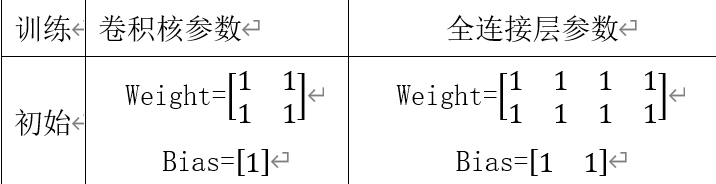 训练 卷积核参数 全连接层参数
初始 Weight=[1 1 Weight=[1 1 1 1
1 1] 1 1 1 1]
Bias=[1] Bias=[1 1]